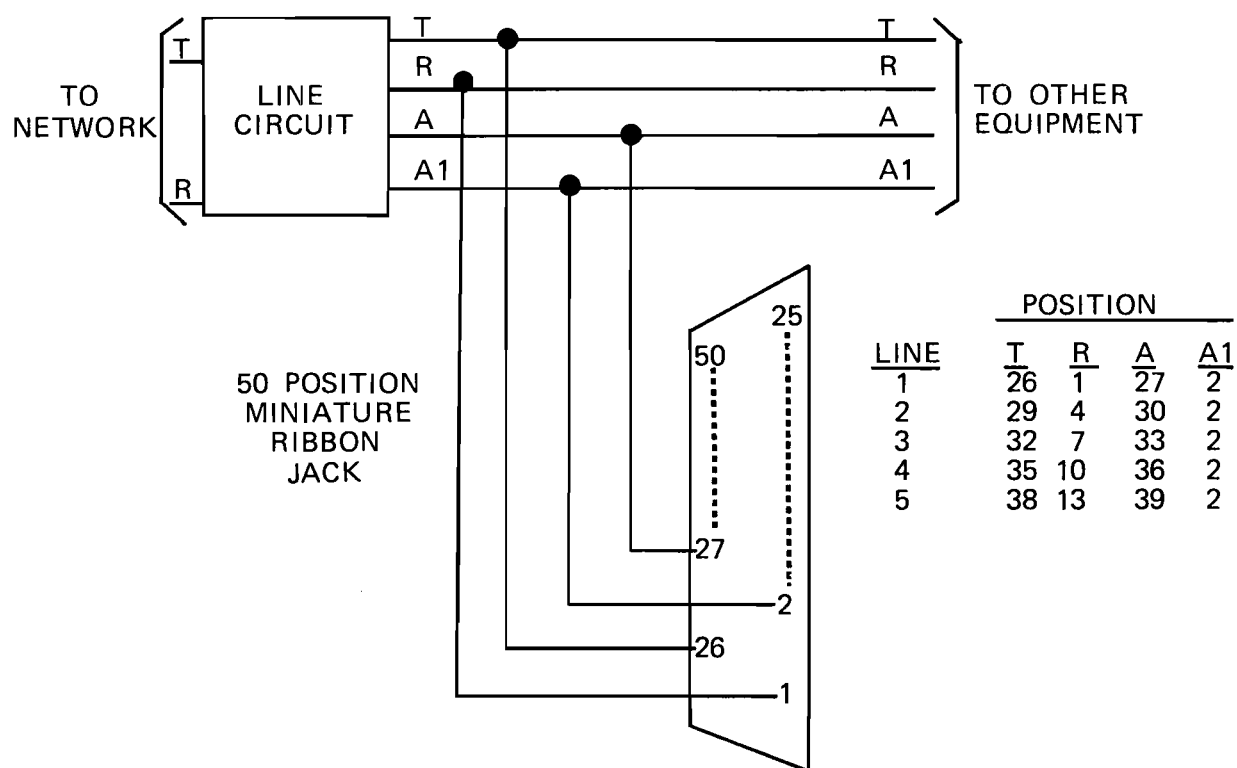 T
R
TO
NETWORK
LINE
CIRCUIT
T
R
A
A1
T
R
A
A1
TO OTHER
EQUIPMENT
50 POSITION
MINIATURE
RIBBON
JACK
25
50
27
2
26
1
POSITION
LINE T R A A1
1 26 1 27 2
2 29 4 30 2
3 32 7 33 2
4 35 10 36 2
5 38 13 39 2